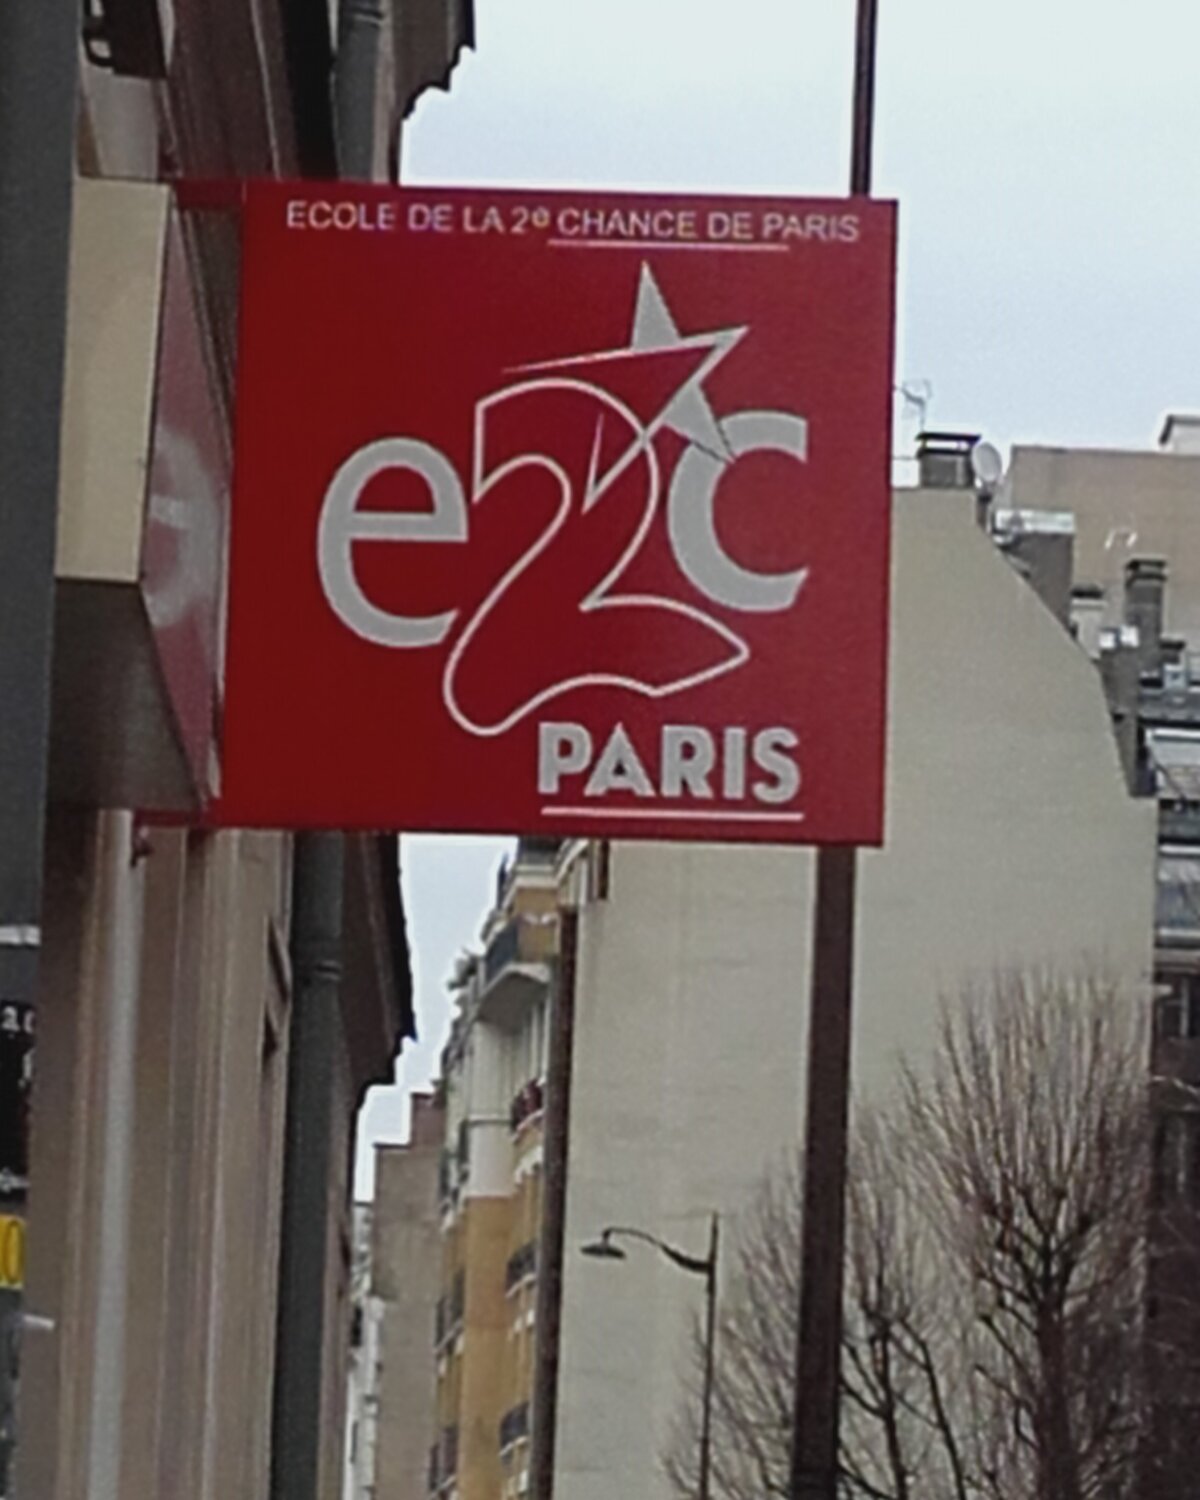 ECOLE DE LA 2e CHANCE DE PARIS
e2c
PARIS